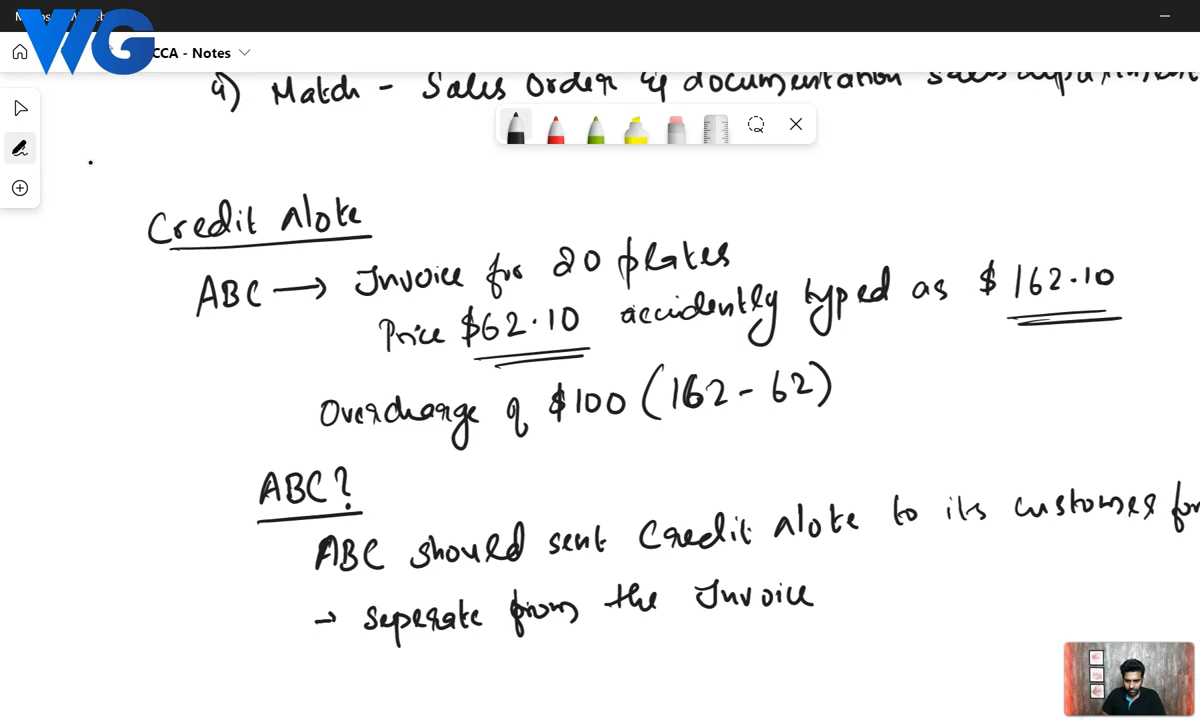 WG
CCA - Notes
4) Match - Sales Order & documentation sales department
Credit Note
ABC → Invoice for 20 plates
Price $62.10 accidently typed as $162.10
Overcharge of $100 (162 - 62)
ABC?
ABC should sent Credit Note to its customer for
→ Seperate from the Invoice